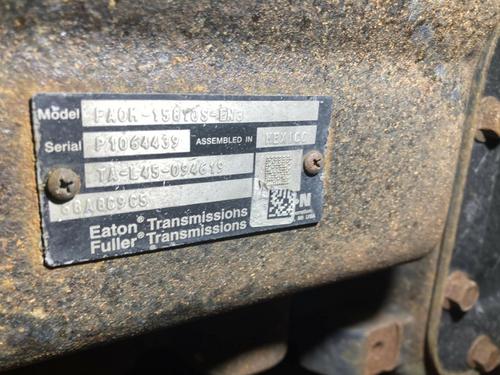 Model FAOM-15810S-EN3
Serial P1064439 ASSEMBLED IN MEXICO
TA-L45-094619
Eaton® Transmissions
Fuller® Transmissions